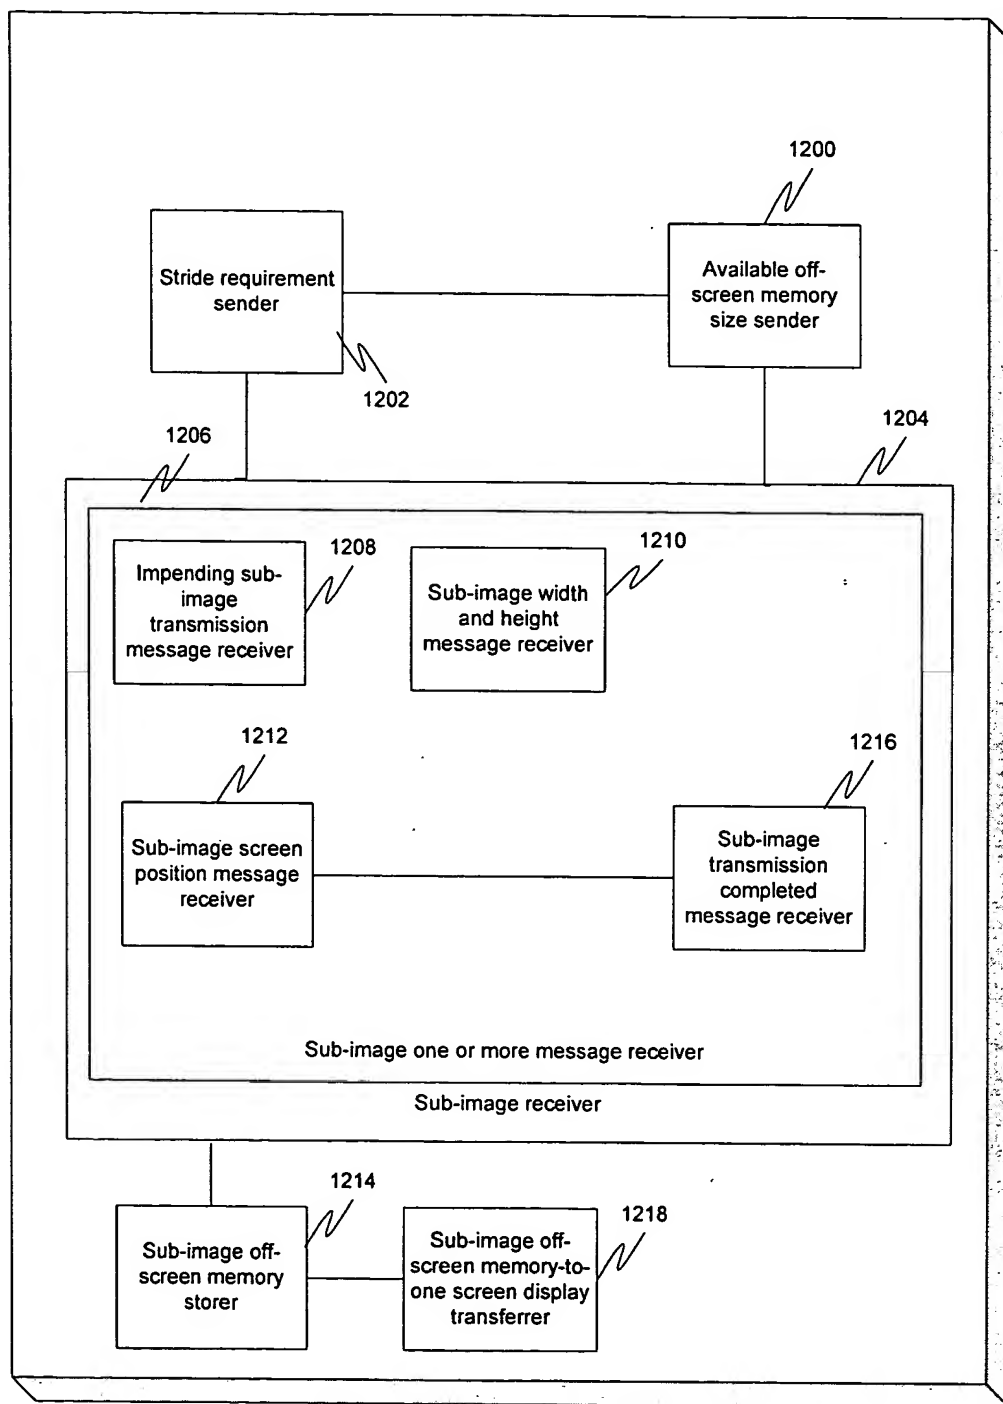 1200
Stride requirement
sender
Available off-
screen memory
size sender
1202
1206
1204
1208
1210
Impending sub-
image
transmission
message receiver
Sub-image width
and height
message receiver
1212
1216
Sub-image screen
position message
receiver
Sub-image
transmission
completed
message receiver
Sub-image one or more message receiver
Sub-image receiver
1214
1218
Sub-image off-
screen memory
storer
Sub-image off-
screen memory-to-
one screen display
transferrer